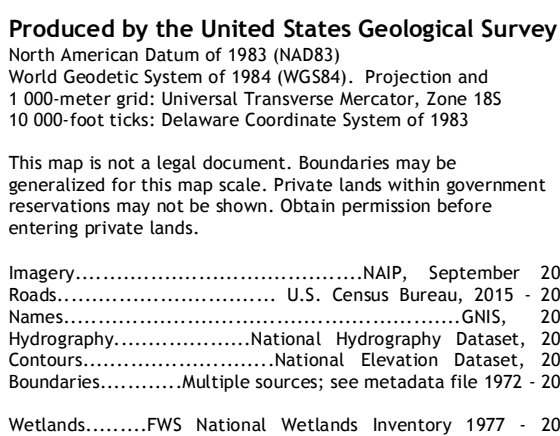 Produced by the United States Geological Survey
North American Datum of 1983 (NAD83)
World Geodetic System of 1984 (WGS84). Projection and
1 000-meter grid: Universal Transverse Mercator, Zone 18S
10 000-foot ticks: Delaware Coordinate System of 1983
This map is not a legal document. Boundaries may be
generalized for this map scale. Private lands within government
reservations may not be shown. Obtain permission before
entering private lands.
Imagery.......................................NAIP, September 20
Roads.............................. U.S. Census Bureau, 2015 - 20
Names......................................................GNIS, 20
Hydrography..................National Hydrography Dataset, 20
Contours..........................National Elevation Dataset, 20
Boundaries...........Multiple sources; see metadata file 1972 - 20
Wetlands.........FWS National Wetlands Inventory 1977 - 20